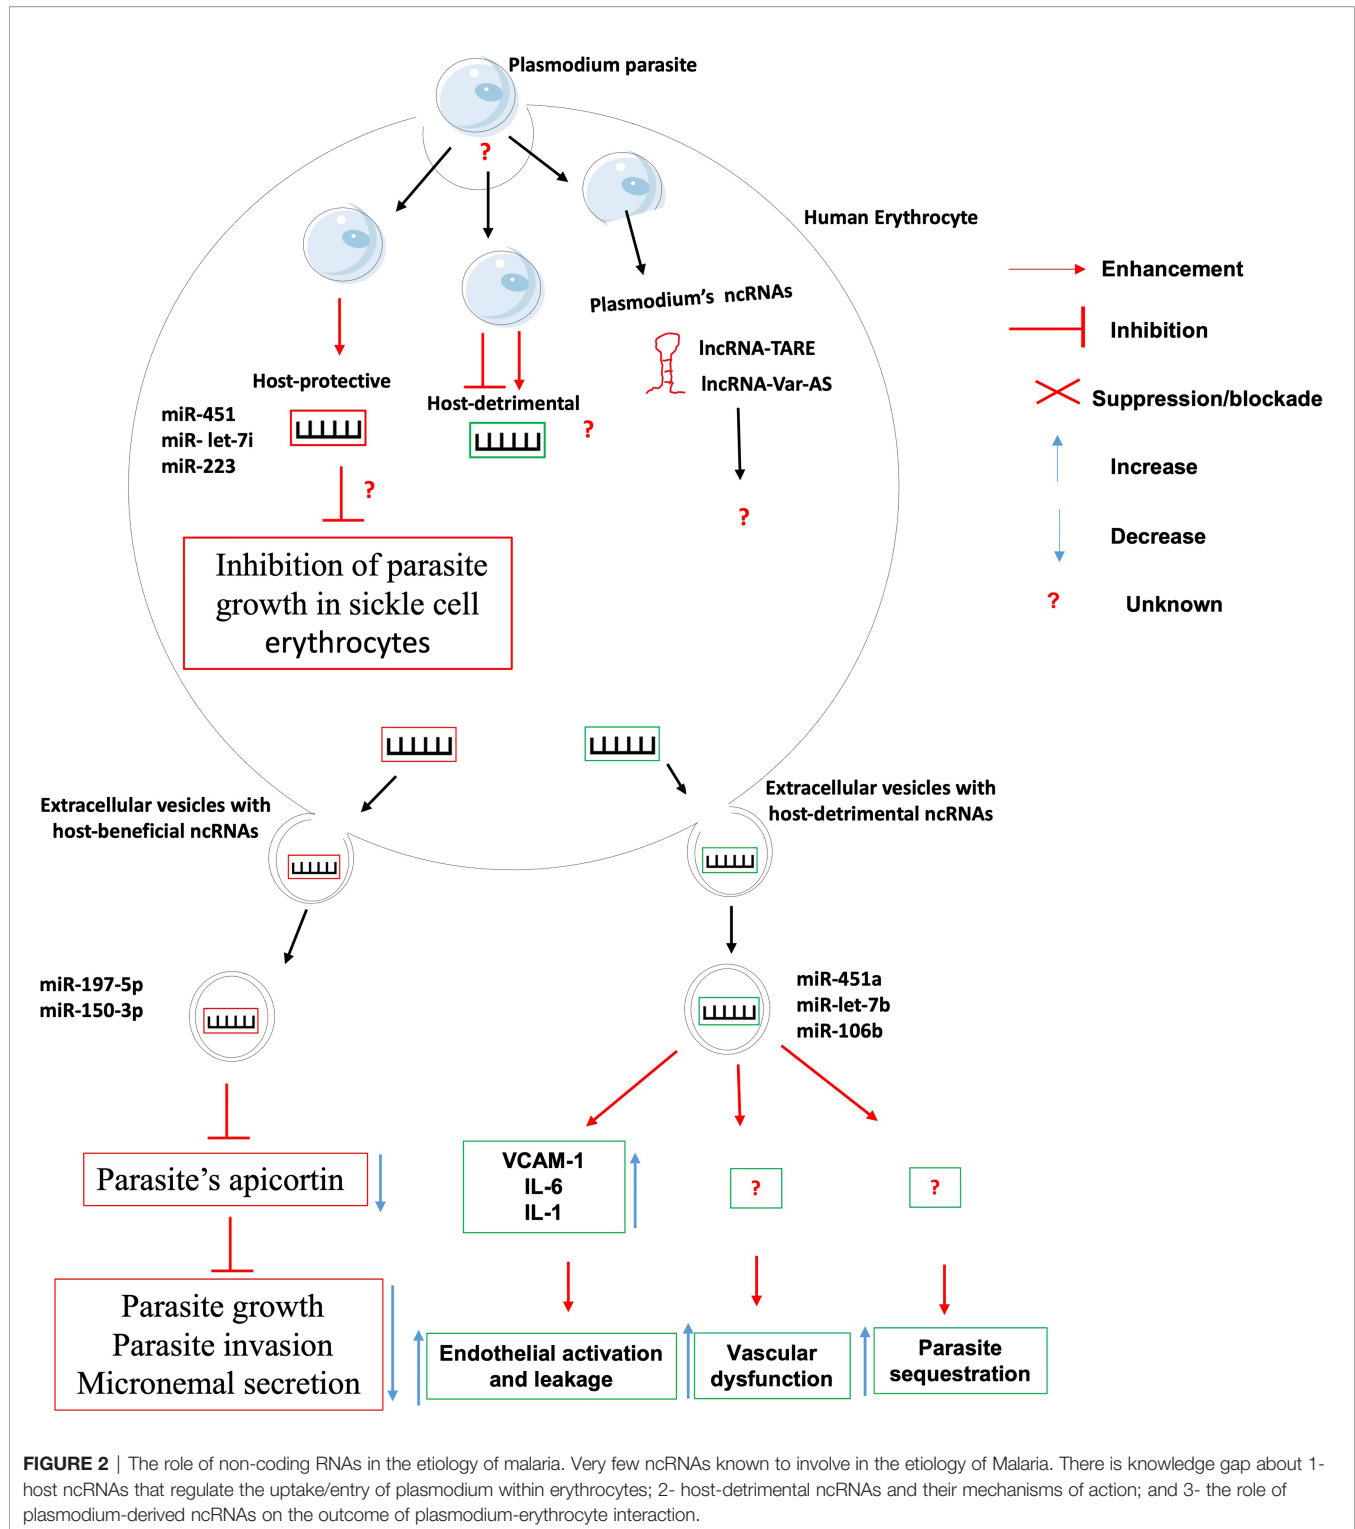 Plasmodium parasite
?
Human Erythrocyte
Enhancement
Inhibition
Suppression/blockade
Increase
Decrease
?
Unknown
Plasmodium's ncRNAs
lncRNA-TARE
lncRNA-Var-AS
?
Host-protective
miR-451
miR- let-7i
miR-223
?
Host-detrimental
?
Inhibition of parasite
growth in sickle cell
erythrocytes
Extracellular vesicles with
host-beneficial ncRNAs
Extracellular vesicles with
host-detrimental ncRNAs
miR-197-5p
miR-150-3p
miR-451a
miR-let-7b
miR-106b
Parasite's apicortin
VCAM-1
IL-6
IL-1
?
?
Parasite growth
Parasite invasion
Micronemal secretion
Endothelial activation
and leakage
Vascular
dysfunction
Parasite
sequestration
FIGURE 2 | The role of non-coding RNAs in the etiology of malaria. Very few ncRNAs known to involve in the etiology of Malaria. There is knowledge gap about 1-
host ncRNAs that regulate the uptake/entry of plasmodium within erythrocytes; 2- host-detrimental ncRNAs and their mechanisms of action; and 3- the role of
plasmodium-derived ncRNAs on the outcome of plasmodium-erythrocyte interaction.